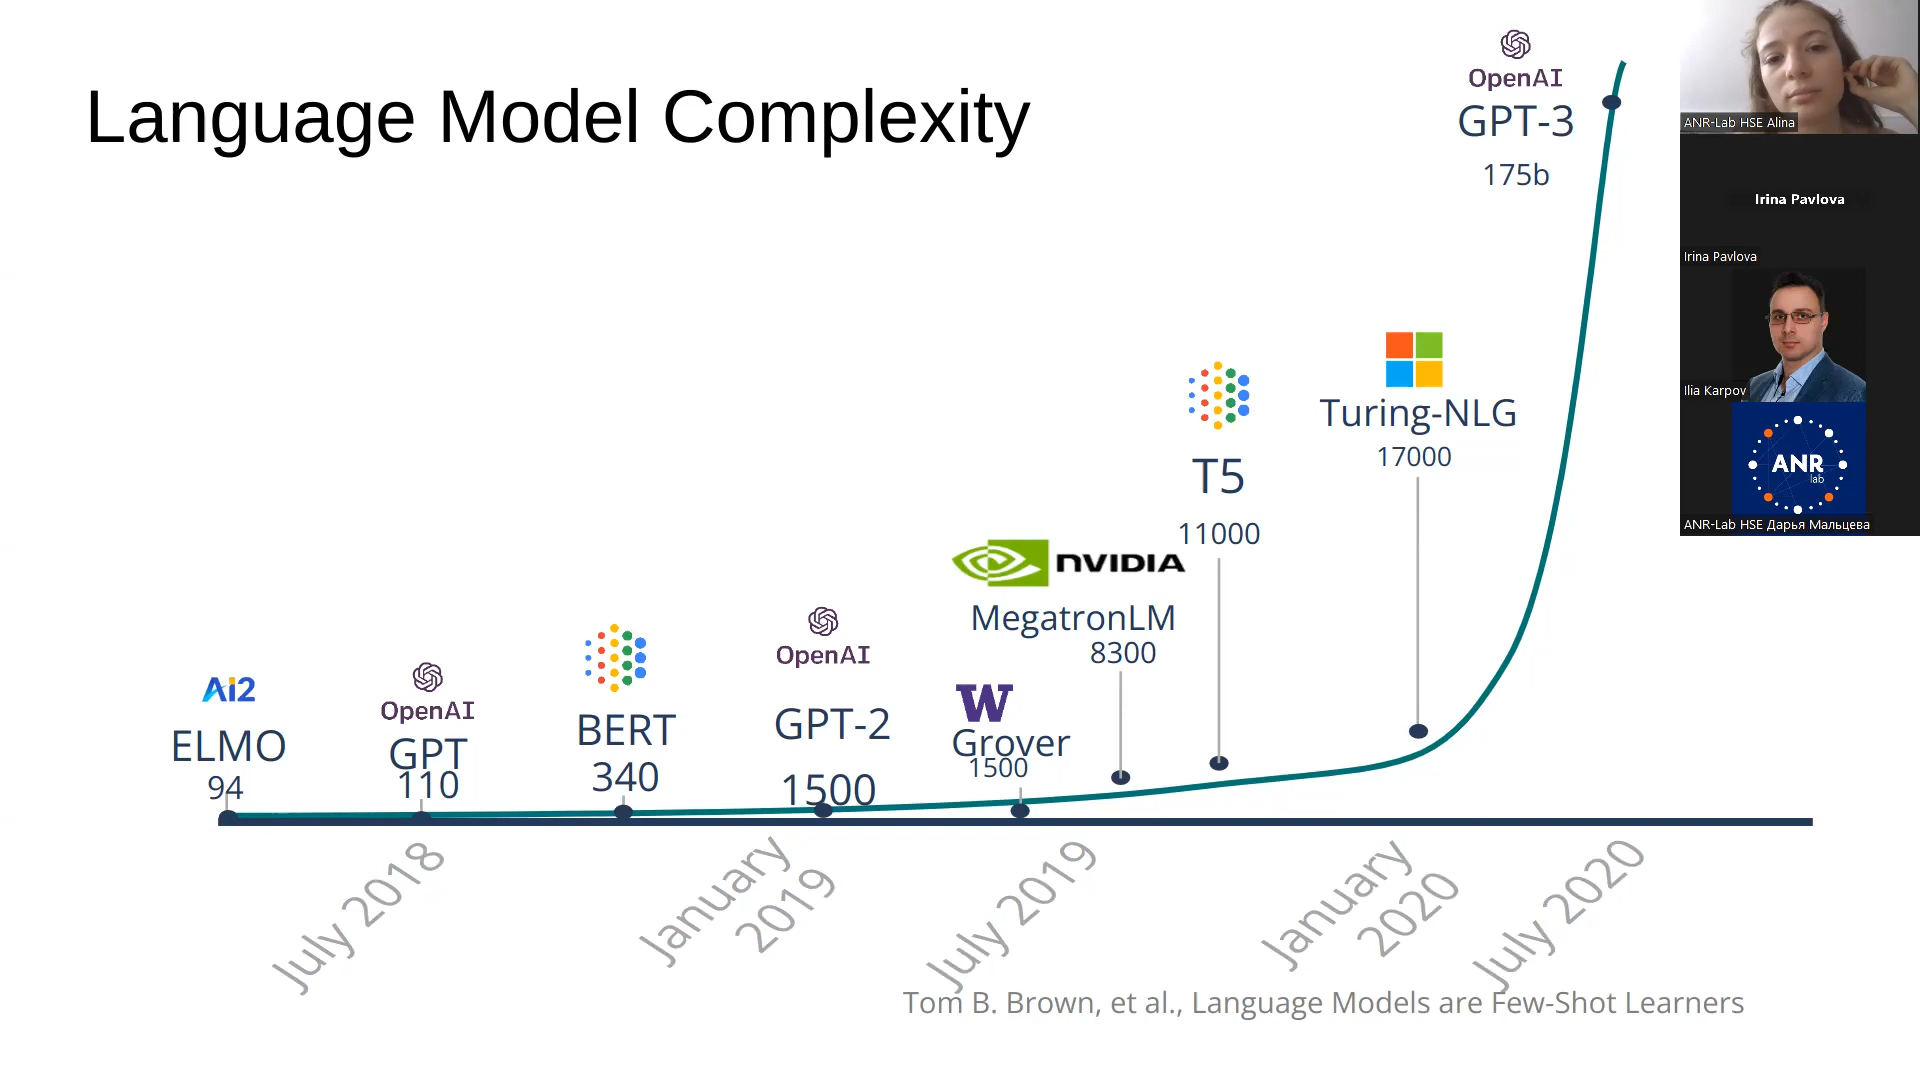 Language Model Complexity
OpenAI
GPT-3
175b
Turing-NLG
17000
T5
11000
NVIDIA
MegatronLM
8300
W
Grover
1500
OpenAI
GPT-2
1500
BERT
340
OpenAI
GPT
110
Ai2
ELMO
94
July 2018
January
2019
July 2019
January
2020
July 2020
Tom B. Brown, et al., Language Models are Few-Shot Learners
ANR-Lab HSE Alina
Irina Pavlova
Irina Pavlova
Ilia Karpov
ANR
lab
ANR-Lab HSE Дарья Мальцева